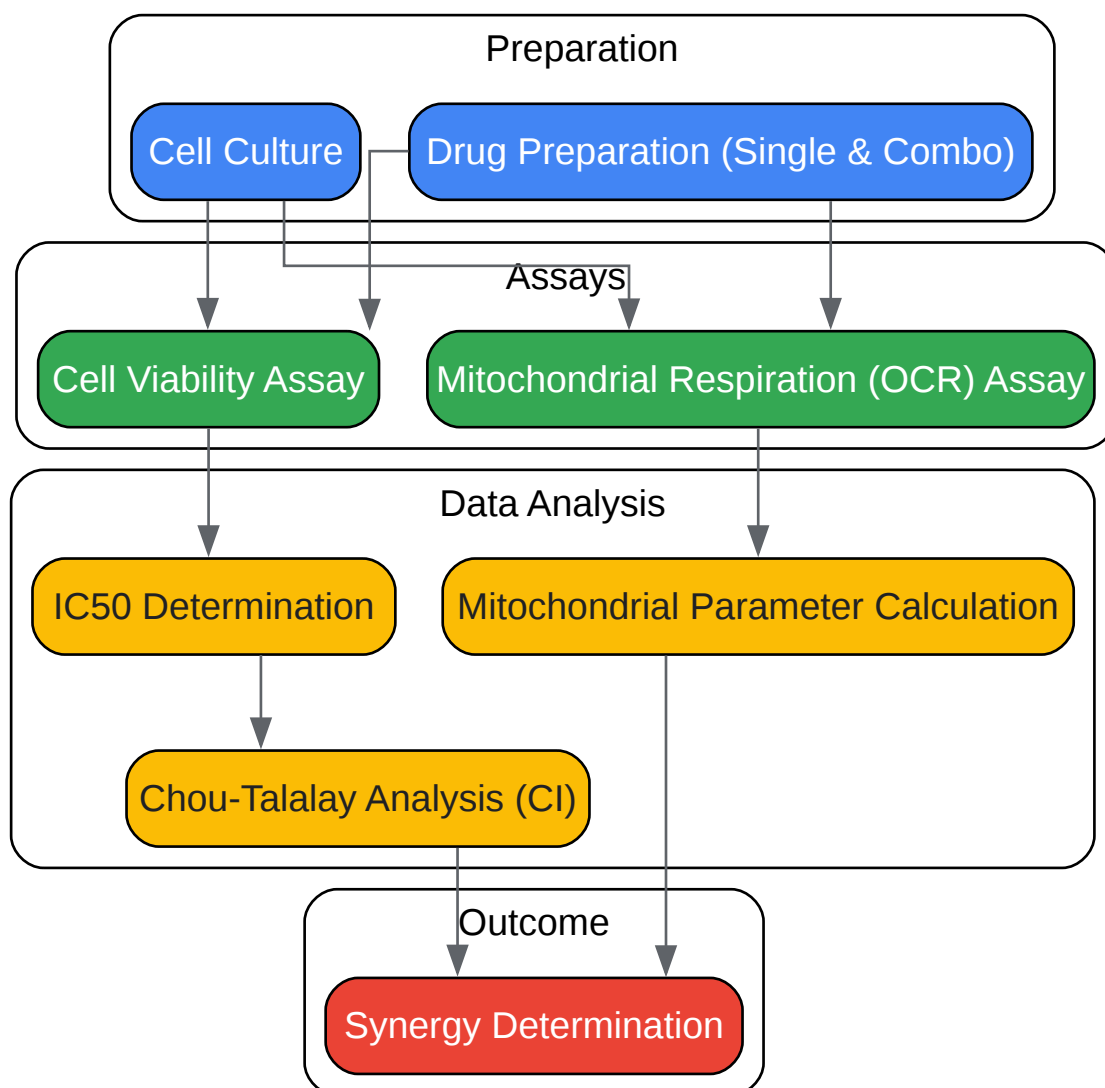 Preparation
Cell Culture
Drug Preparation (Single & Combo)
Assays
Cell Viability Assay
Mitochondrial Respiration (OCR) Assay
Data Analysis
IC50 Determination
Mitochondrial Parameter Calculation
Chou-Talalay Analysis (CI)
Outcome
Synergy Determination